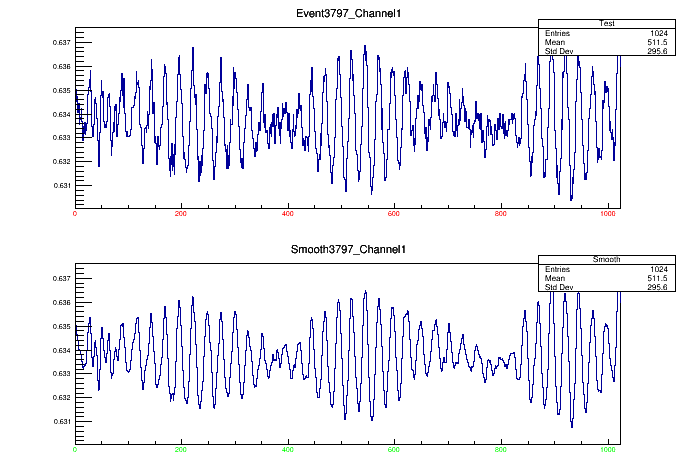 Event3797_Channel1
Test
Entries 1024
Mean 511.5
Std Dev 295.6
0.637
0.636
0.635
0.634
0.633
0.632
0.631
0 200 400 600 800 1000
Smooth3797_Channel1
Smooth
Entries 1024
Mean 511.5
Std Dev 295.6
0.637
0.636
0.635
0.634
0.633
0.632
0.631
0 200 400 600 800 1000